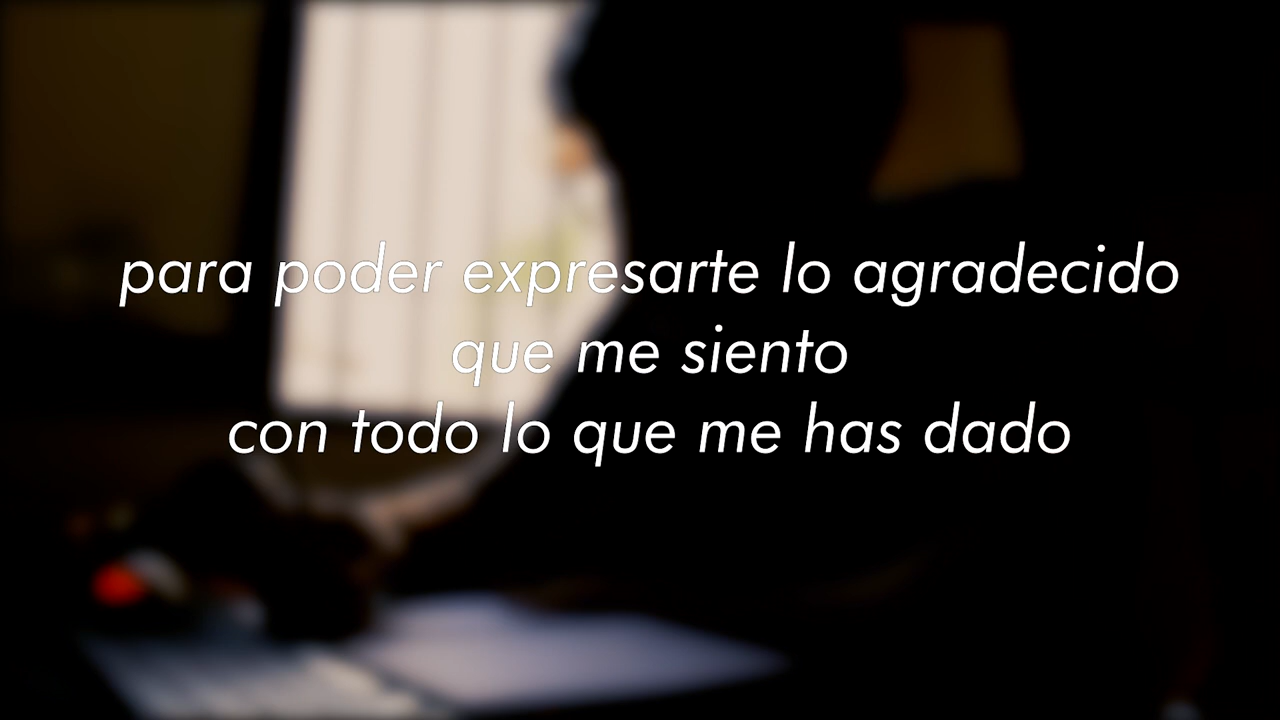 para poder expresarte lo agradecido
que me siento
con todo lo que me has dado